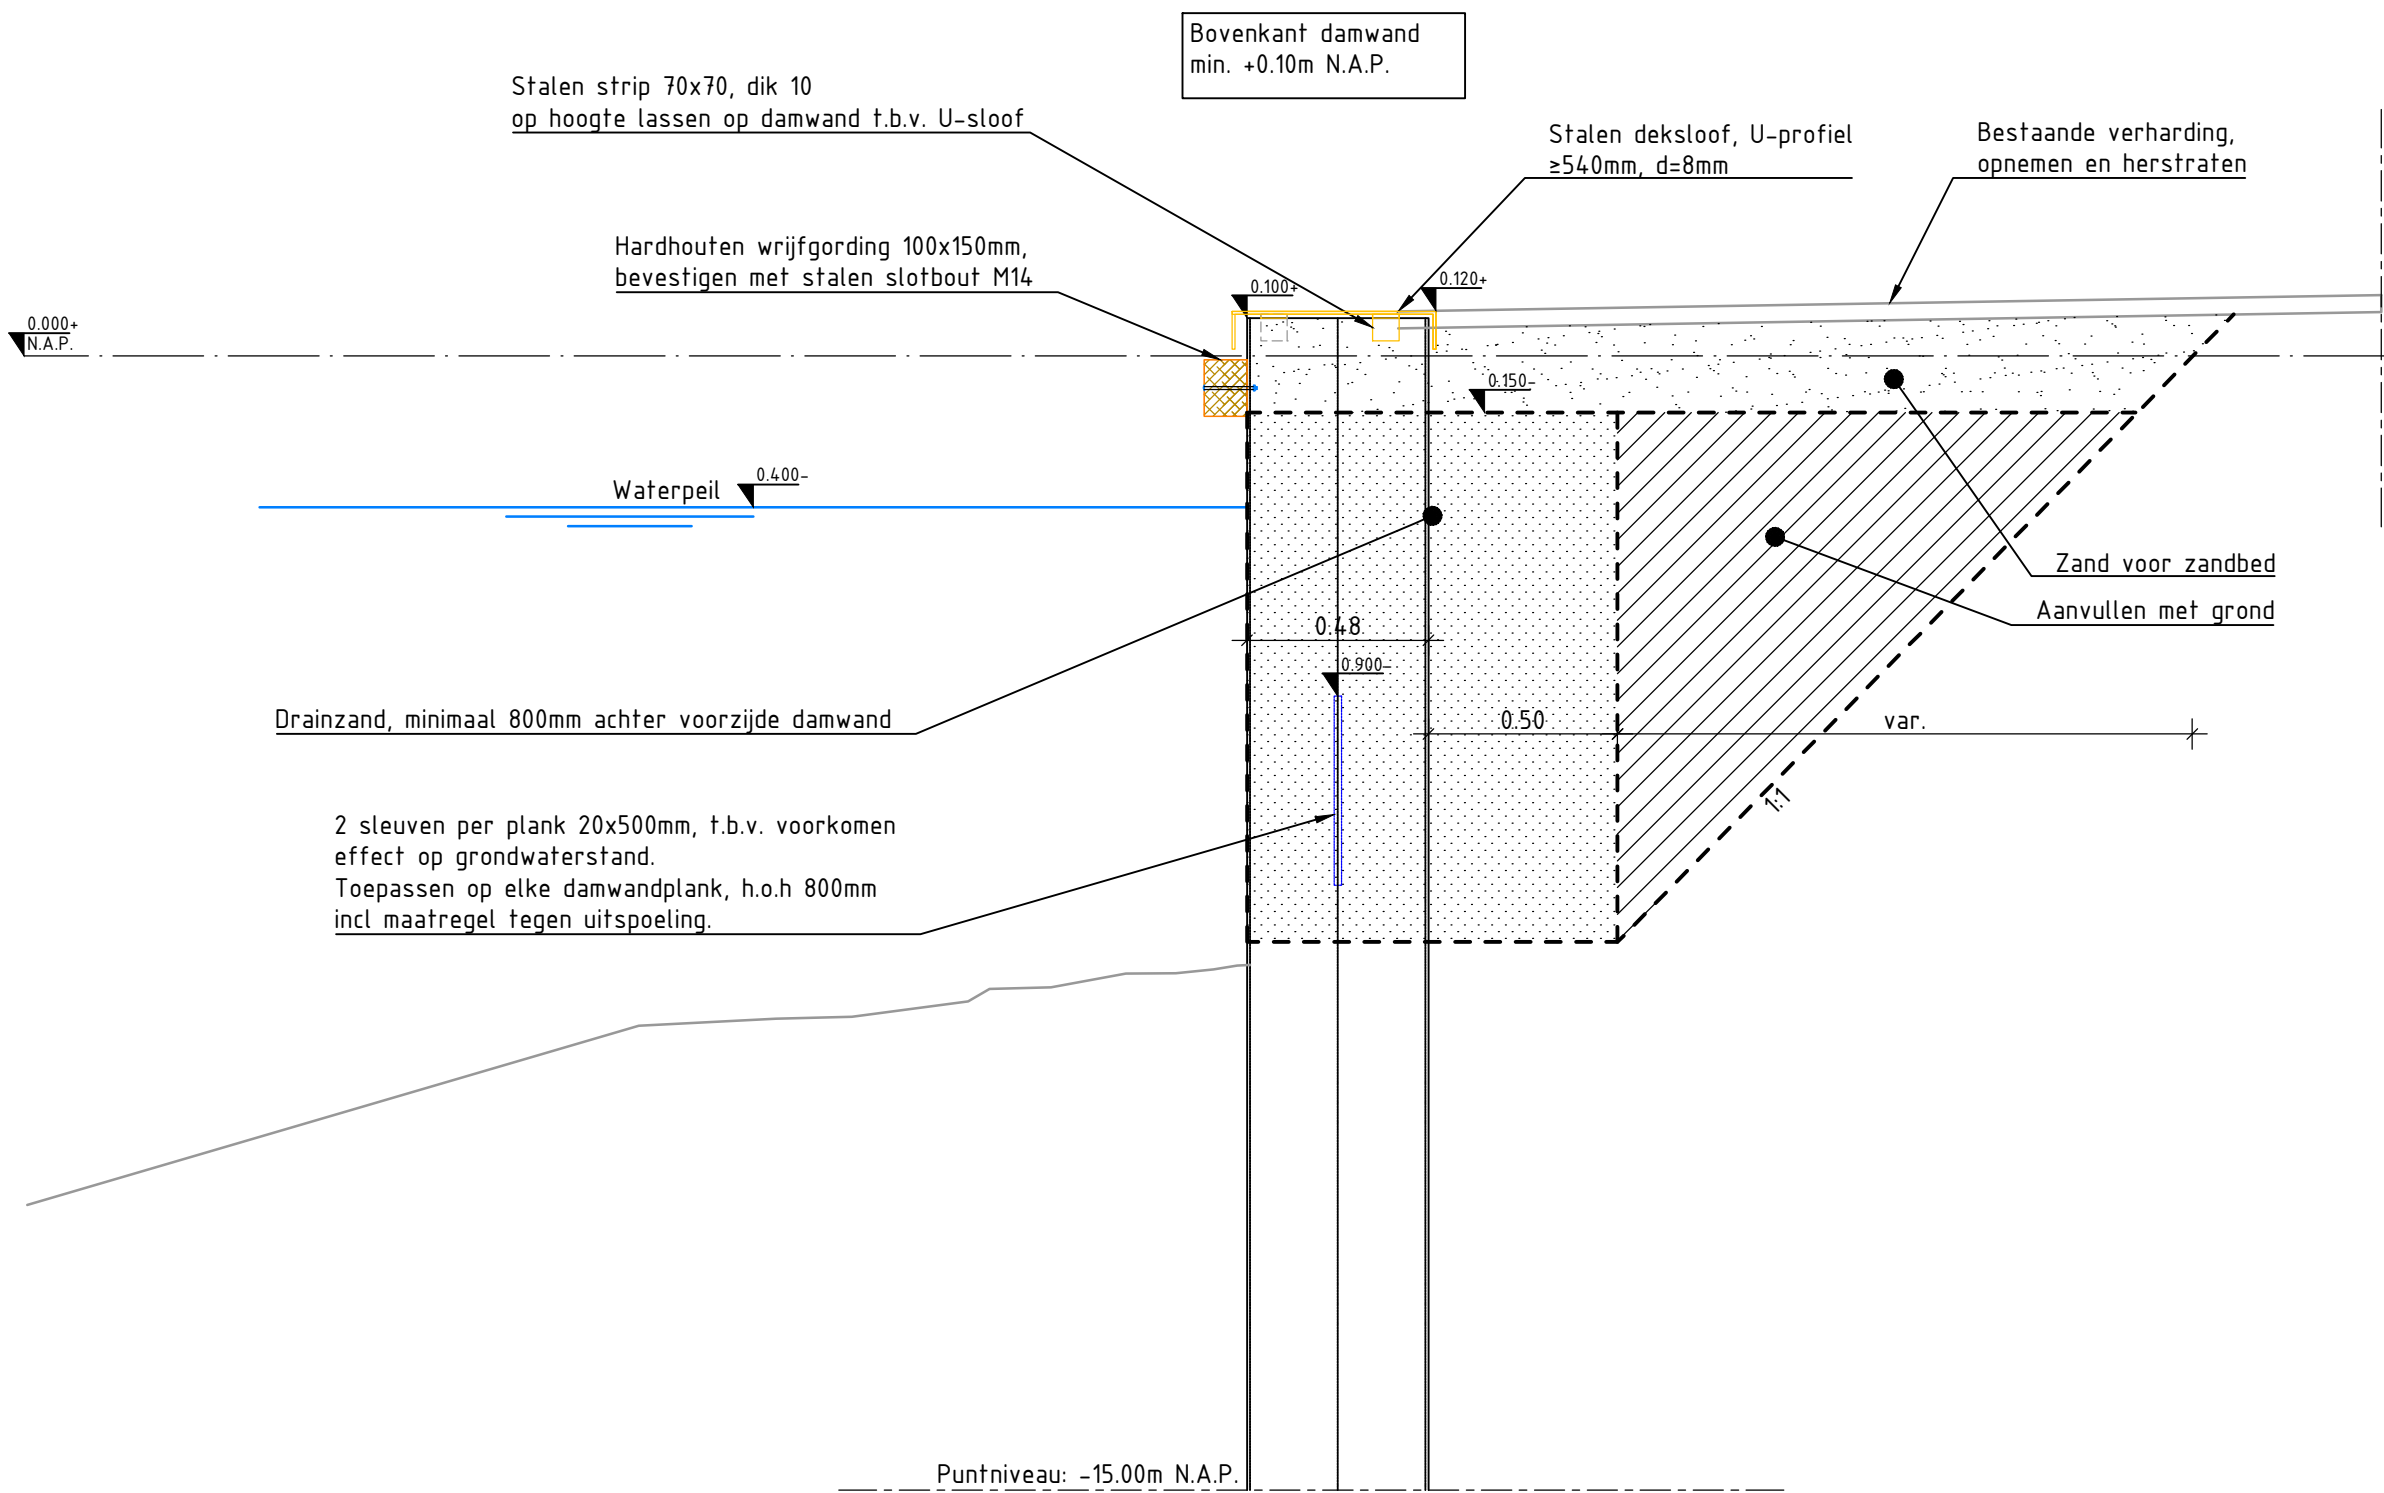 Bovenkant damwand
min. +0.10m N.A.P.
Stalen strip 70x70, dik 10
op hoogte lassen op damwand t.b.v. U-sloof
Stalen deksloof, U-profiel
≥540mm, d=8mm
Bestaande verharding,
opnemen en herstraten
Hardhouten wrijfgording 100x150mm,
bevestigen met stalen slotbout M14
0.100+
0.120+
0.000+
N.A.P.
0.150-
Waterpeil
0.400-
Zand voor zandbed
Aanvullen met grond
0.48
0.900-
Drainzand, minimaal 800mm achter voorzijde damwand
0.50
var.
1:1
2 sleuven per plank 20x500mm, t.b.v. voorkomen
effect op grondwaterstand.
Toepassen op elke damwandplank, h.o.h 800mm
incl maatregel tegen uitspoeling.
Puntniveau: -15.00m N.A.P.